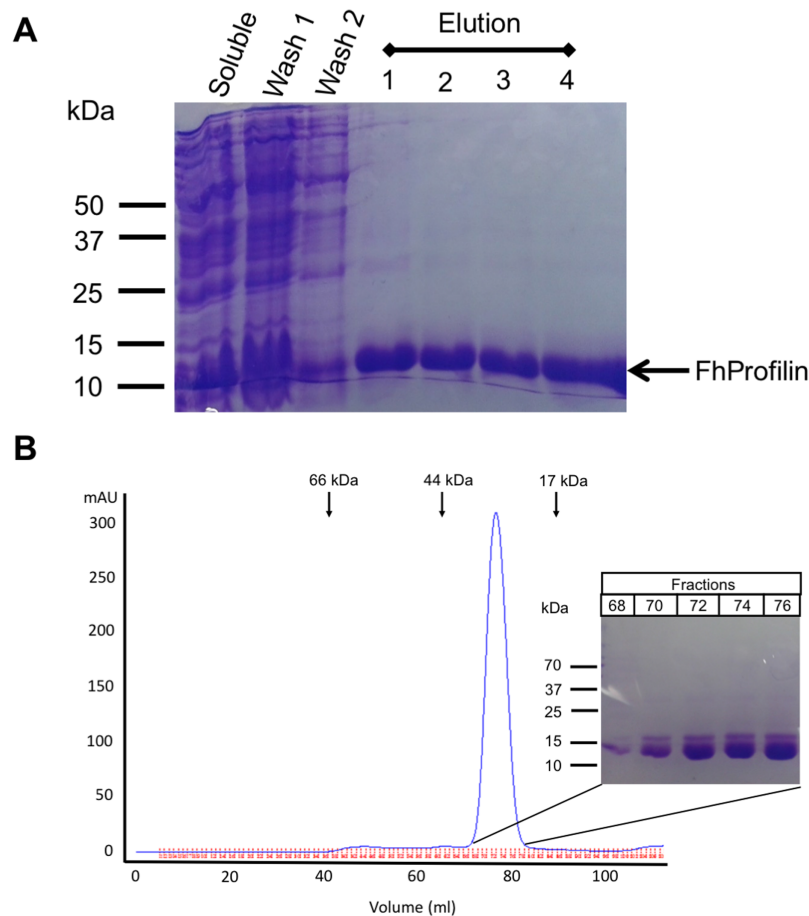 A
Soluble
Wash 1
Wash 2
Elution
1 2 3 4
kDa
50
37
25
15
10
FhProfilin
B
66 kDa 44 kDa 17 kDa
mAU
300
250
200
150
100
50
0
0 20 40 60 80 100
Volume (ml)
Fractions
68 70 72 74 76
kDa
70
37
25
15
10